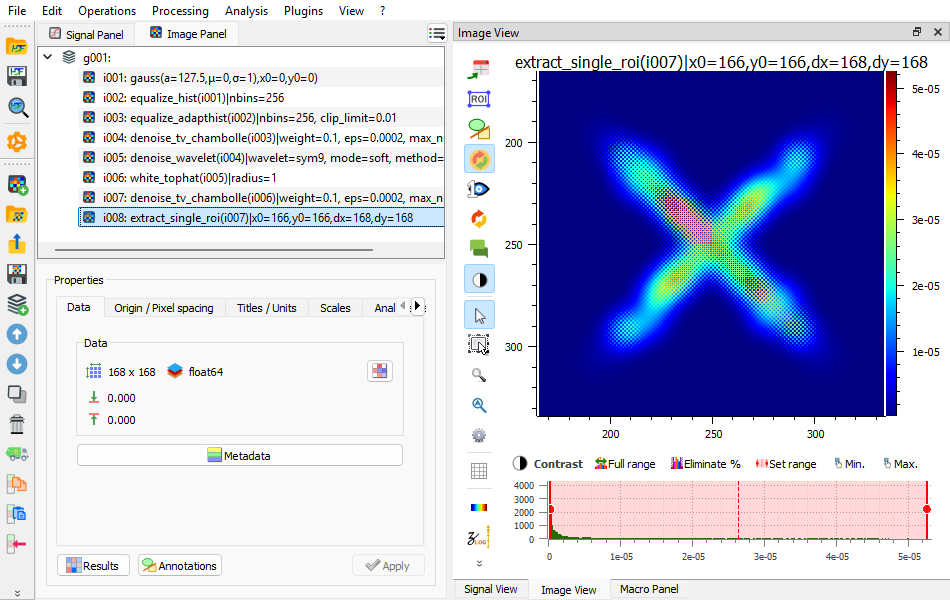 File Edit Operations Processing Analysis Plugins View ?
Signal Panel Image Panel
g001:
i001: gauss(a=127.5,μ=0,σ=1),x0=0,y0=0)
i002: equalize_hist(i001)|nbins=256
i003: equalize_adapthist(i002)|nbins=256, clip_limit=0.01
i004: denoise_tv_chambolle(i003)|weight=0.1, eps=0.0002, max_n
i005: denoise_wavelet(i004)|wavelet=sym9, mode=soft, method=
i006: white_tophat(i005)|radius=1
i007: denoise_tv_chambolle(i006)|weight=0.1, eps=0.0002, max_n
i008: extract_single_roi(i007)|x0=166,y0=166,dx=168,dy=168
Properties
Data Origin / Pixel spacing Titles / Units Scales Anal
Data
168 x 168 float64
0.000
0.000
Metadata
Results Annotations Apply
Image View
ROI
LOG
extract_single_roi(i007)|x0=166,y0=166,dx=168,dy=168
200
250
300
200 250 300
5e-05
4e-05
3e-05
2e-05
1e-05
Contrast Full range Eliminate % Set range Min. Max.
4000
3000
2000
1000
0
0 1e-05 2e-05 3e-05 4e-05 5e-05
Signal View Image View Macro Panel